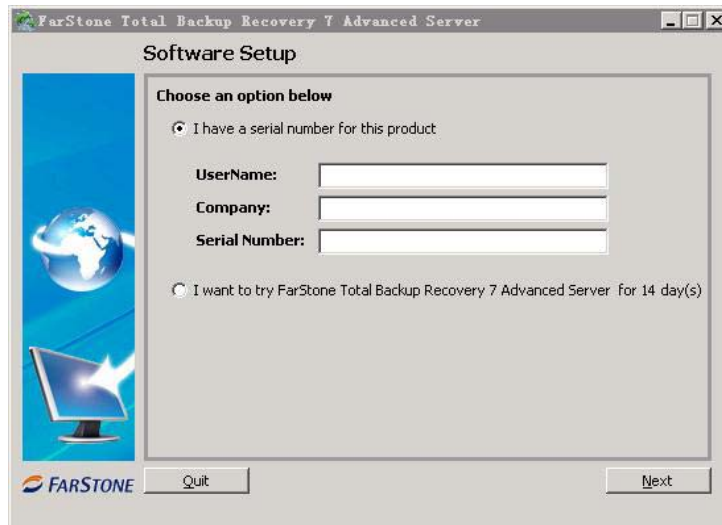 FarStone Total Backup Recovery 7 Advanced Server
Software Setup
Choose an option below
I have a serial number for this product
UserName:
Company:
Serial Number:
I want to try FarStone Total Backup Recovery 7 Advanced Server for 14 day(s)
FARSTONE
Quit
Next